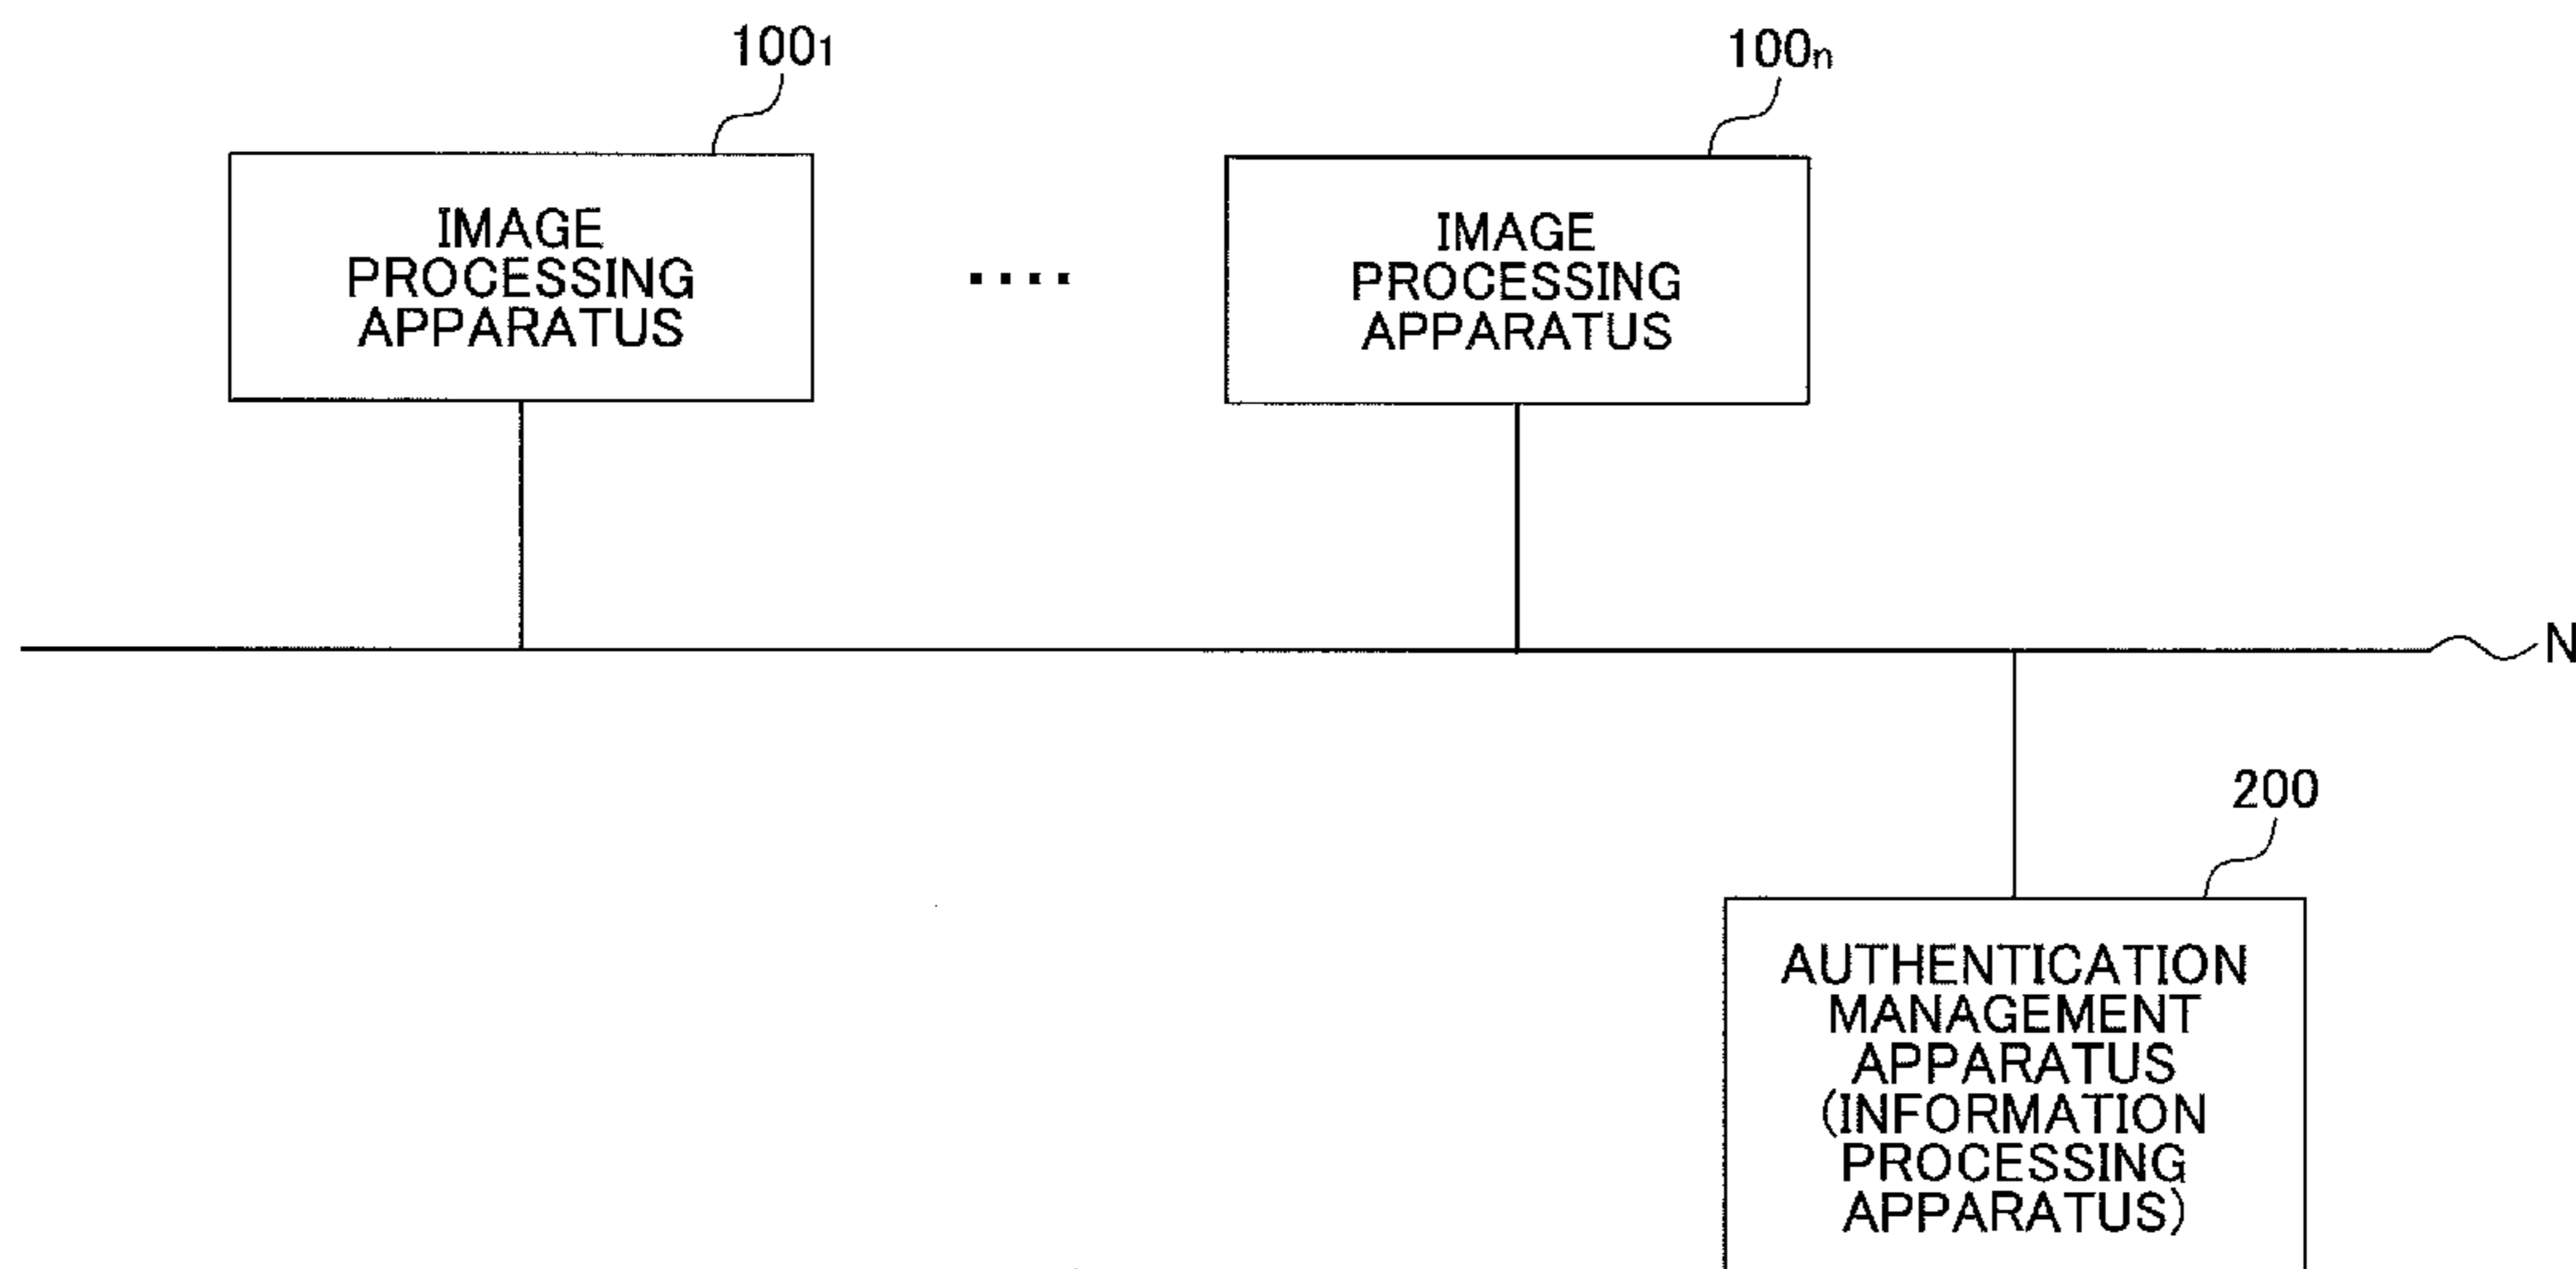 100₁
100ₙ
IMAGE
PROCESSING
APPARATUS
....
IMAGE
PROCESSING
APPARATUS
N
200
AUTHENTICATION
MANAGEMENT
APPARATUS
(INFORMATION
PROCESSING
APPARATUS)